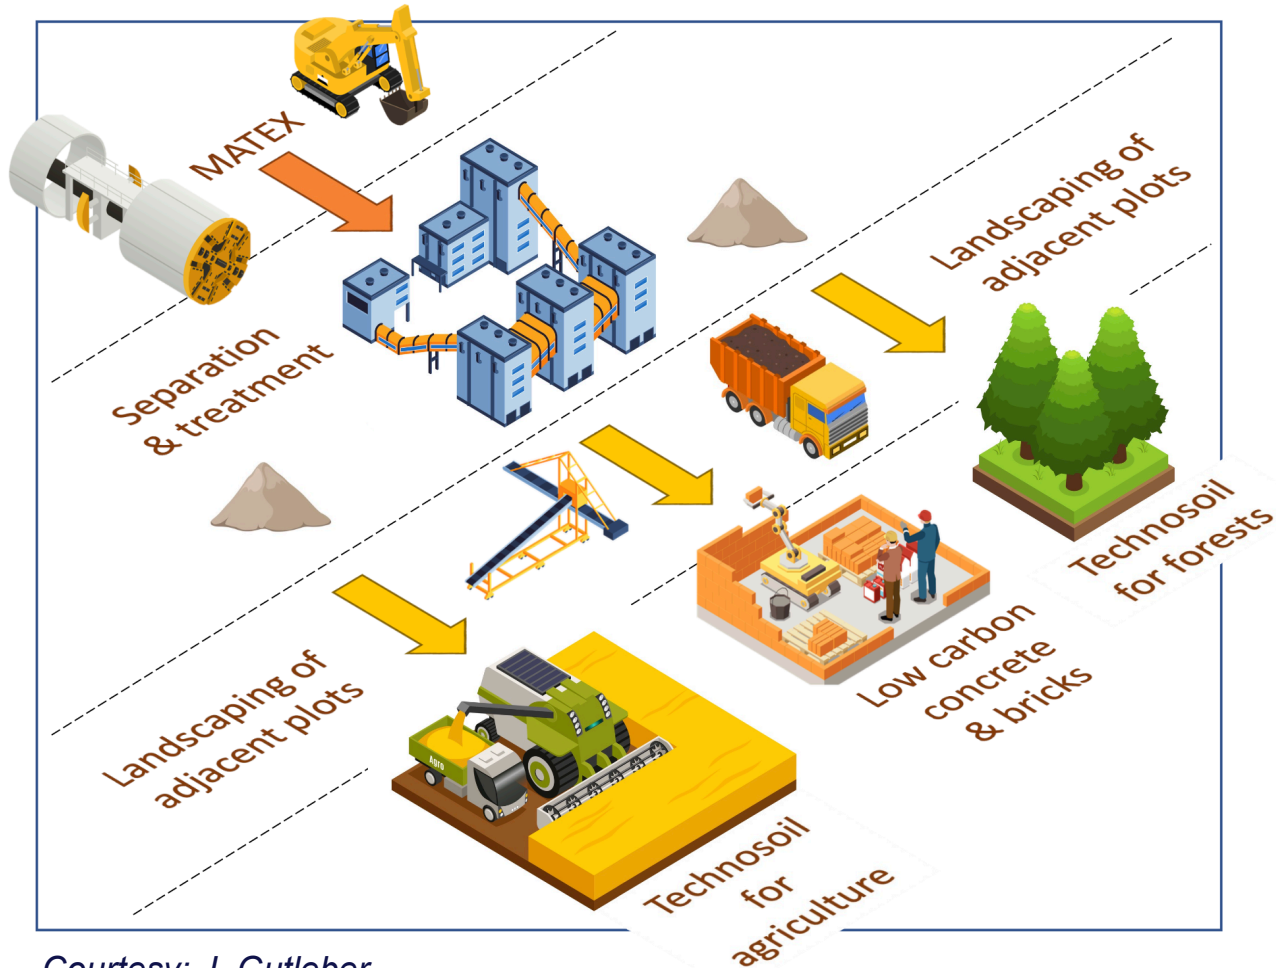 MATEX
Separation
& treatment
Landscaping of
adjacent plots
Landscaping of
adjacent plots
Technosoil
for forests
Low carbon
concrete
& bricks
Agro
Technosoil
for
agriculture
Courtesy: J. Gutleber